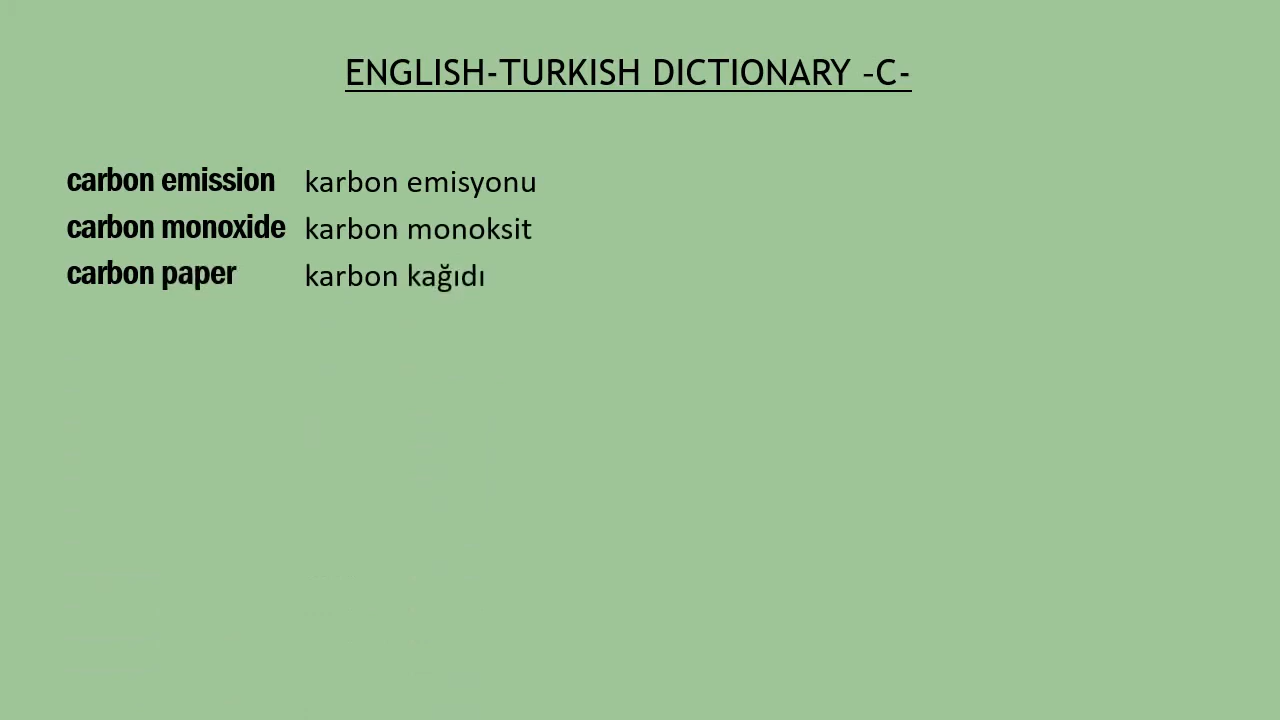 ENGLISH-TURKISH DICTIONARY –C-
carbon emission karbon emisyonu
carbon monoxide karbon monoksit
carbon paper karbon kağıdı